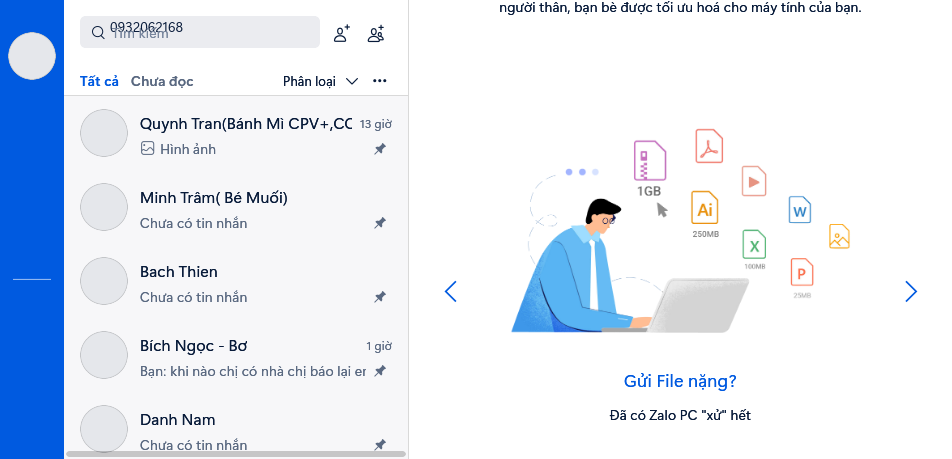 người thân, bạn bè được tối ưu hoá cho máy tính của bạn.
0932062168
Tìm kiếm
Tất cả Chưa đọc Phân loại
Quynh Tran(Bánh Mì CPV+,CC 13 giờ
Hình ảnh
Minh Trâm( Bé Muối)
Chưa có tin nhắn
Bach Thien
Chưa có tin nhắn
Bích Ngọc - Bơ 1 giờ
Bạn: khi nào chị có nhà chị báo lại em
Danh Nam
Chưa có tin nhắn
1GB
Ai
250MB
W
X
100MB
P
25MB
Gửi File nặng?
Đã có Zalo PC "xử" hết